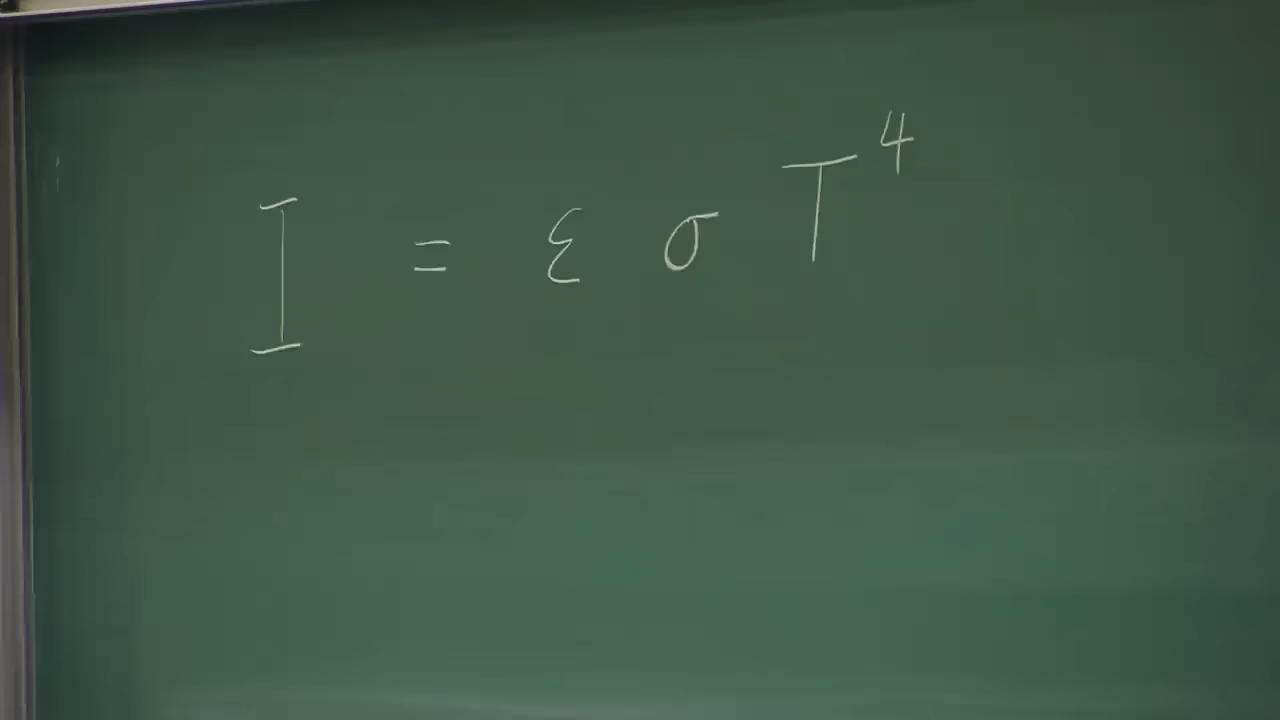 I = ε σ T⁴